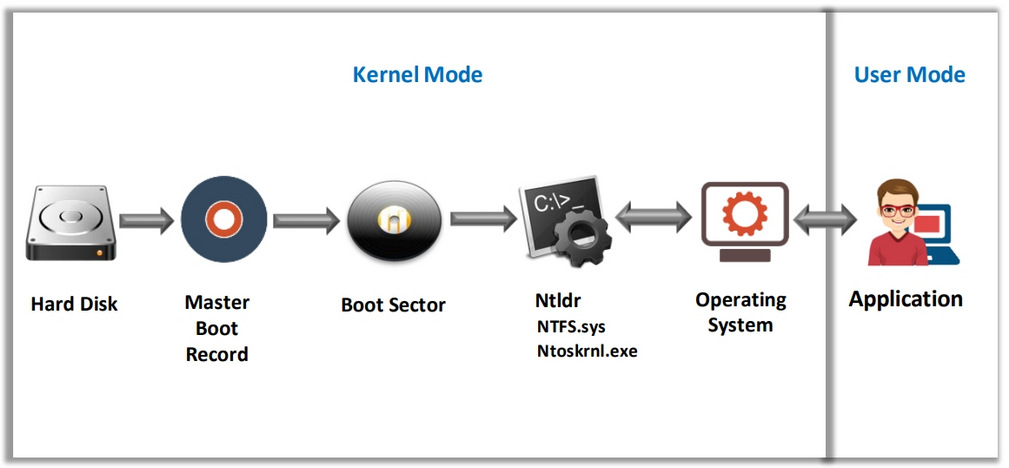 Kernel Mode
User Mode
C:\>_
Hard Disk
Master
Boot
Record
Boot Sector
Ntldr
NTFS.sys
Ntoskrnl.exe
Operating
System
Application